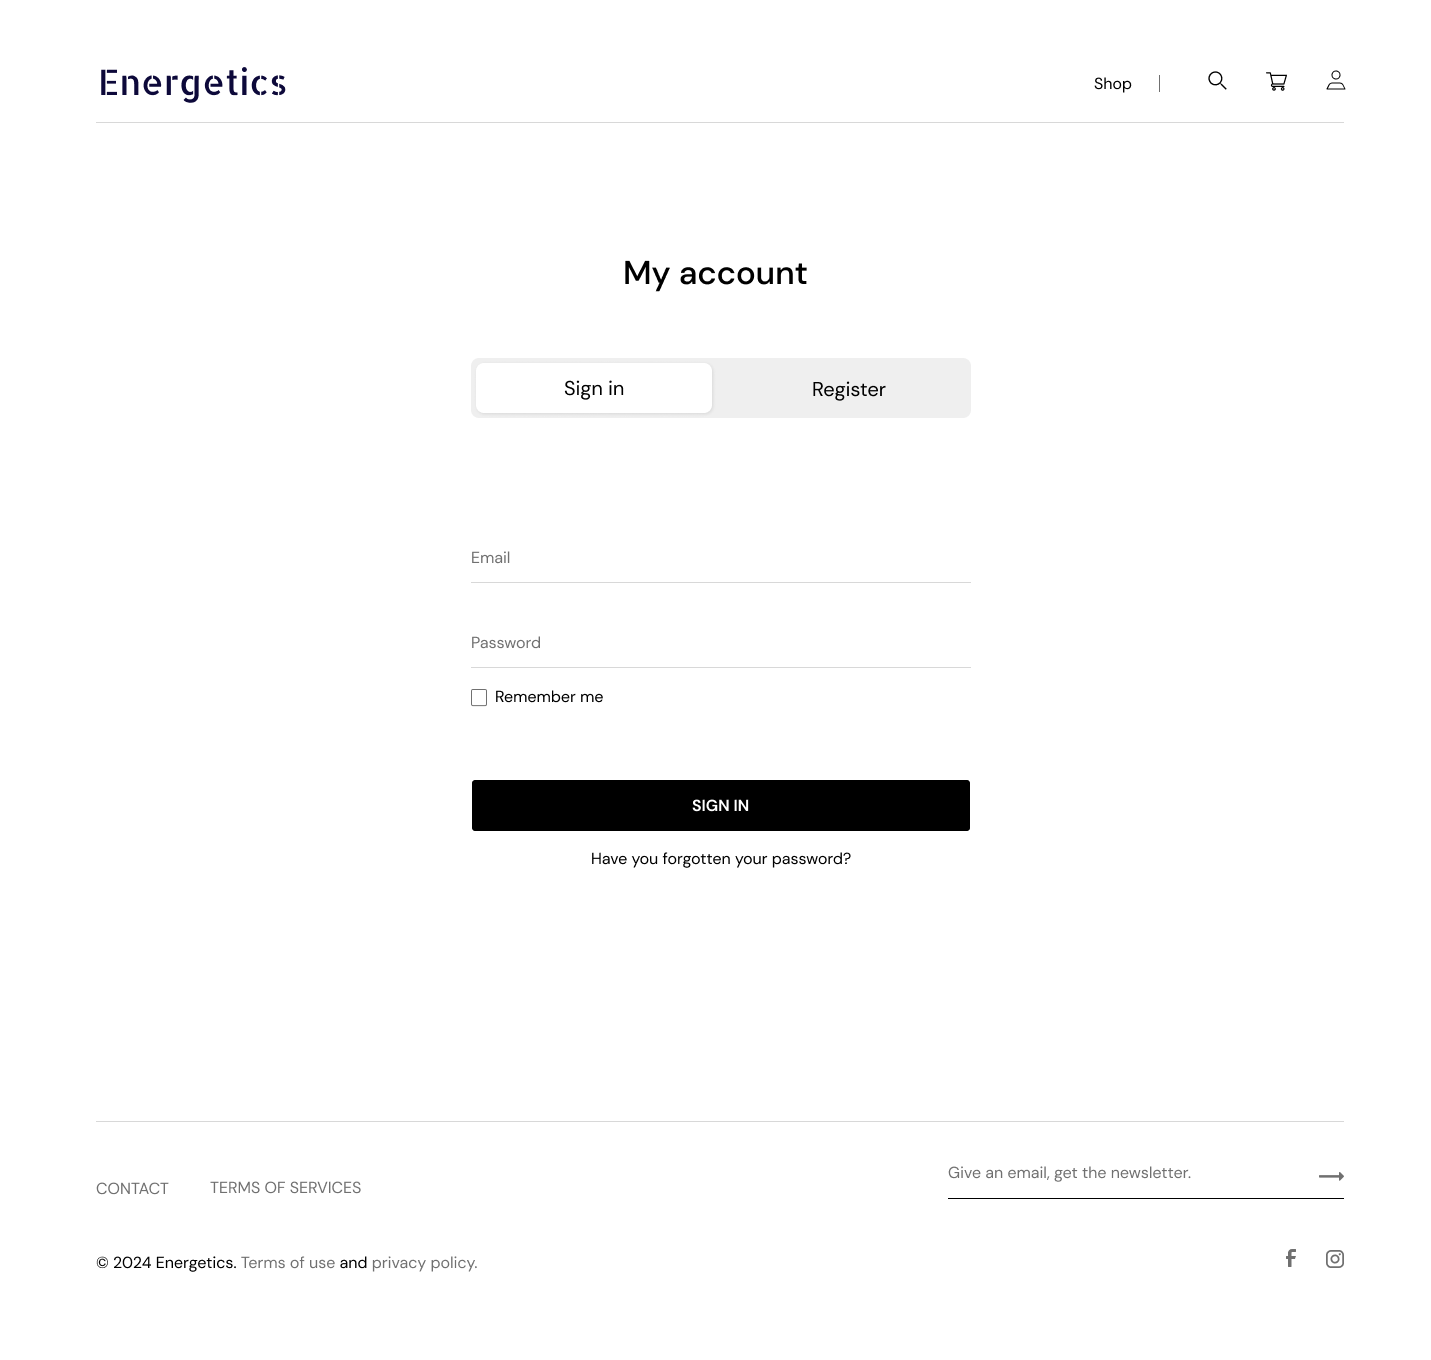 Energetics
Shop
My account
Sign in
Register
Email
Password
Remember me
SIGN IN
Have you forgotten your password?
CONTACT
TERMS OF SERVICES
Give an email, get the newsletter.
© 2024 Energetics. Terms of use and privacy policy.